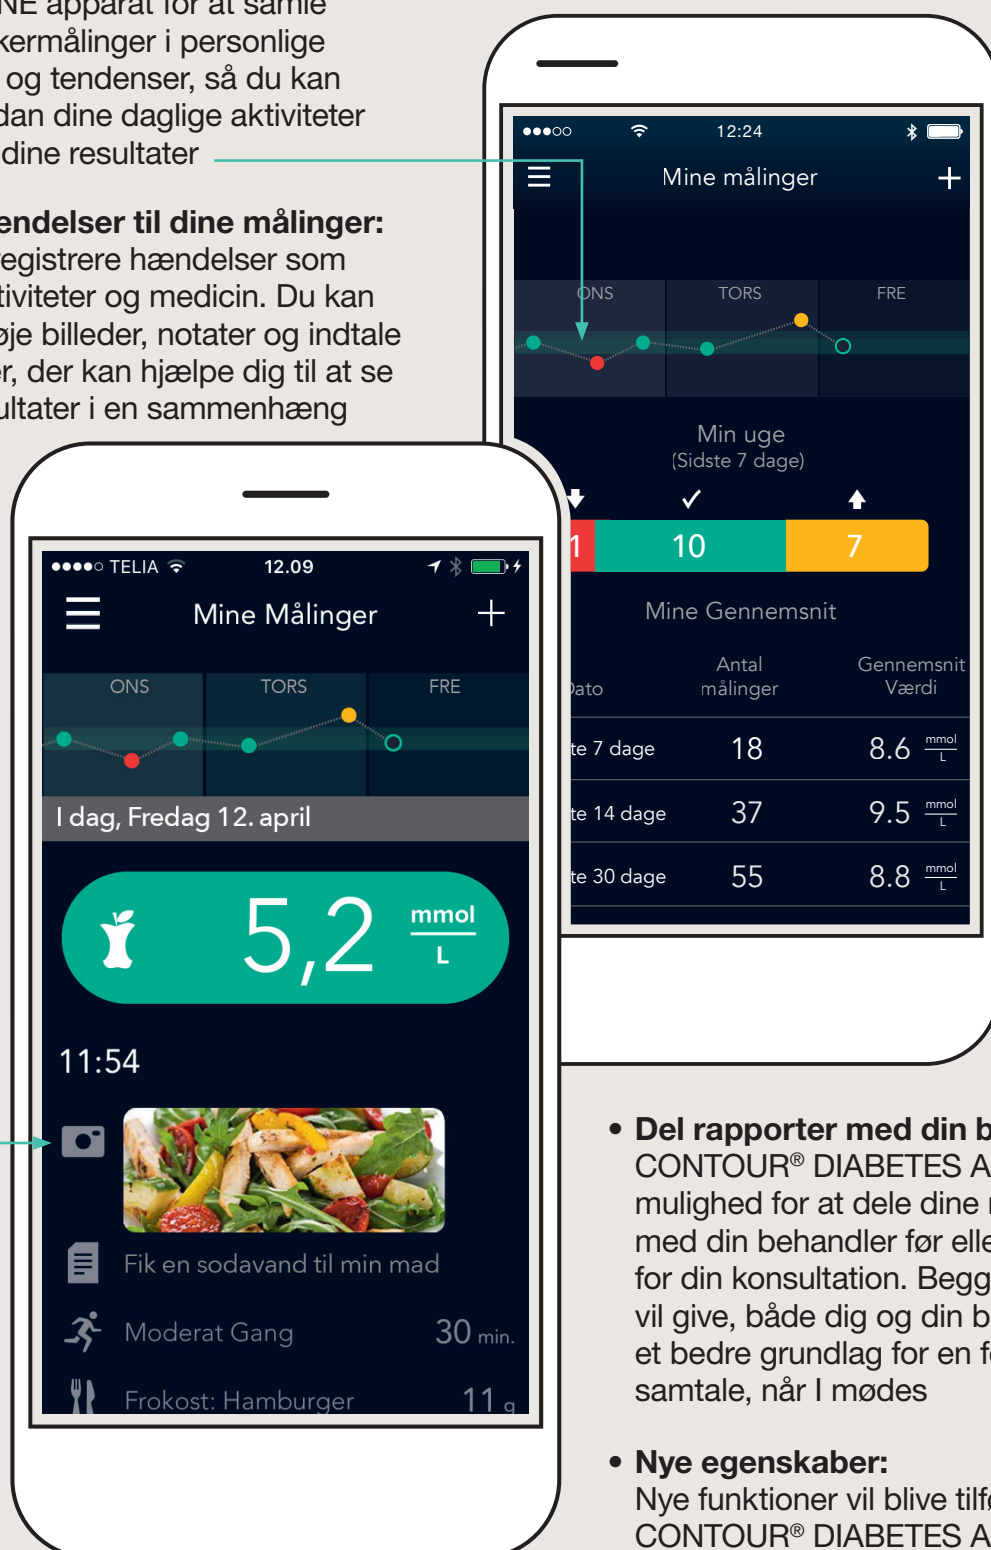 NE apparat for at samle
kermålinger i personlige
og tendenser, så du kan
dan dine daglige aktiviteter
dine resultater
endelser til dine målinger:
registrere hændelser som
tiviteter og medicin. Du kan
øje billeder, notater og indtale
er, der kan hjælpe dig til at se
ultater i en sammenhæng
12:24
Mine målinger
ONS TORS FRE
Min uge
(Sidste 7 dage)
1 10 7
Mine Gennemsnit
Dato Antal målinger Gennemsnit Værdi
te 7 dage 18 8.6 mmol/L
te 14 dage 37 9.5 mmol/L
te 30 dage 55 8.8 mmol/L
TELIA 12.09
Mine Målinger
ONS TORS FRE
I dag, Fredag 12. april
5,2 mmol/L
11:54
Fik en sodavand til min mad
Moderat Gang 30 min.
Frokost: Hamburger 11 g
• Del rapporter med din b
CONTOUR® DIABETES A
mulighed for at dele dine
med din behandler før elle
for din konsultation. Begg
vil give, både dig og din b
et bedre grundlag for en f
samtale, når I mødes
• Nye egenskaber:
Nye funktioner vil blive tilfø
CONTOUR® DIABETES A